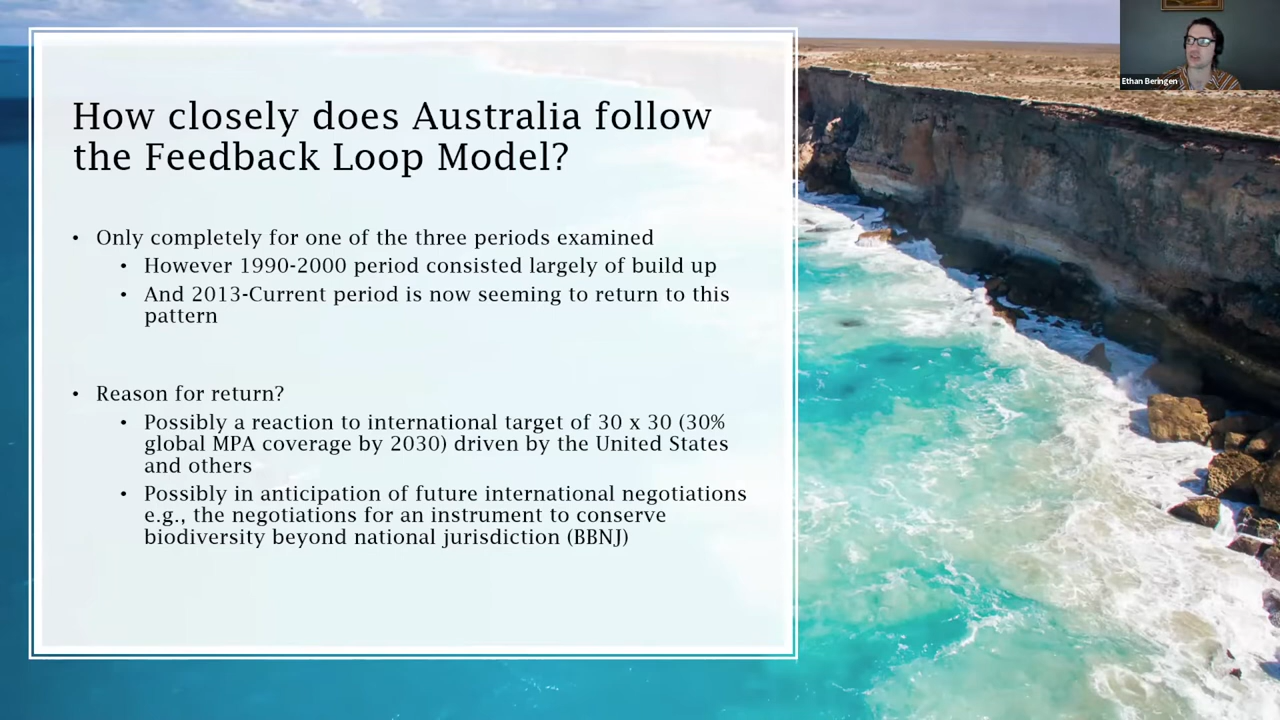 Ethan Beringen
How closely does Australia follow
the Feedback Loop Model?
• Only completely for one of the three periods examined
• However 1990-2000 period consisted largely of build up
• And 2013-Current period is now seeming to return to this
pattern
• Reason for return?
• Possibly a reaction to international target of 30 x 30 (30%
global MPA coverage by 2030) driven by the United States
and others
• Possibly in anticipation of future international negotiations
e.g., the negotiations for an instrument to conserve
biodiversity beyond national jurisdiction (BBNJ)